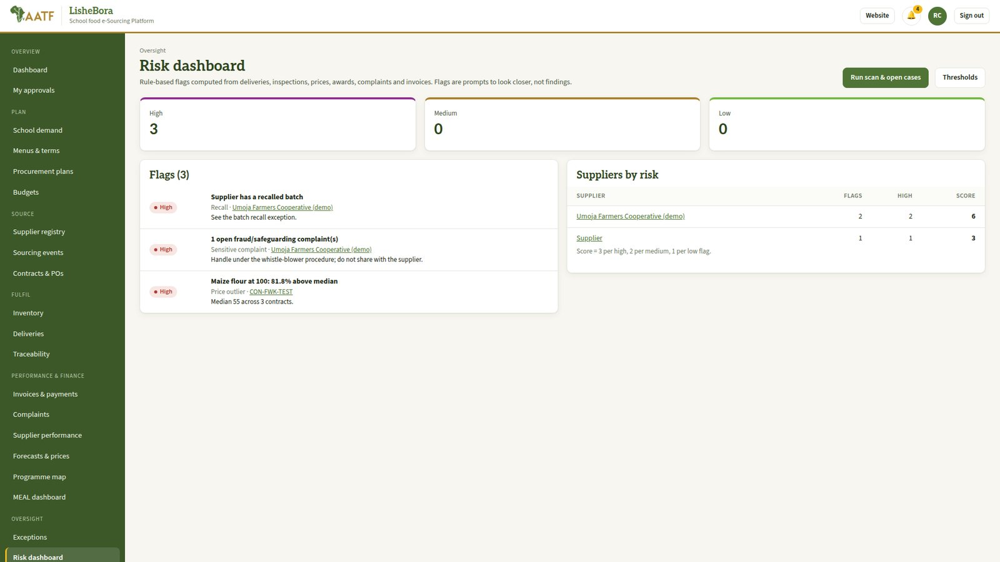 AATF
LisheBora
School food e-Sourcing Platform
Website
4
RC
Sign out
OVERVIEW
Dashboard
My approvals
PLAN
School demand
Menus & terms
Procurement plans
Budgets
SOURCE
Supplier registry
Sourcing events
Contracts & POs
FULFIL
Inventory
Deliveries
Traceability
PERFORMANCE & FINANCE
Invoices & payments
Complaints
Supplier performance
Forecasts & prices
Programme map
MEAL dashboard
OVERSIGHT
Exceptions
Risk dashboard
Oversight
Risk dashboard
Rule-based flags computed from deliveries, inspections, prices, awards, complaints and invoices. Flags are prompts to look closer, not findings.
Run scan & open cases
Thresholds
High
3
Medium
0
Low
0
Flags (3)
High
Supplier has a recalled batch
Recall · Umoja Farmers Cooperative (demo)
See the batch recall exception.
High
1 open fraud/safeguarding complaint(s)
Sensitive complaint · Umoja Farmers Cooperative (demo)
Handle under the whistle-blower procedure; do not share with the supplier.
High
Maize flour at 100: 81.8% above median
Price outlier · CON-FWK-TEST
Median 55 across 3 contracts.
Suppliers by risk
SUPPLIER FLAGS HIGH SCORE
Umoja Farmers Cooperative (demo) 2 2 6
Supplier 1 1 3
Score = 3 per high, 2 per medium, 1 per low flag.